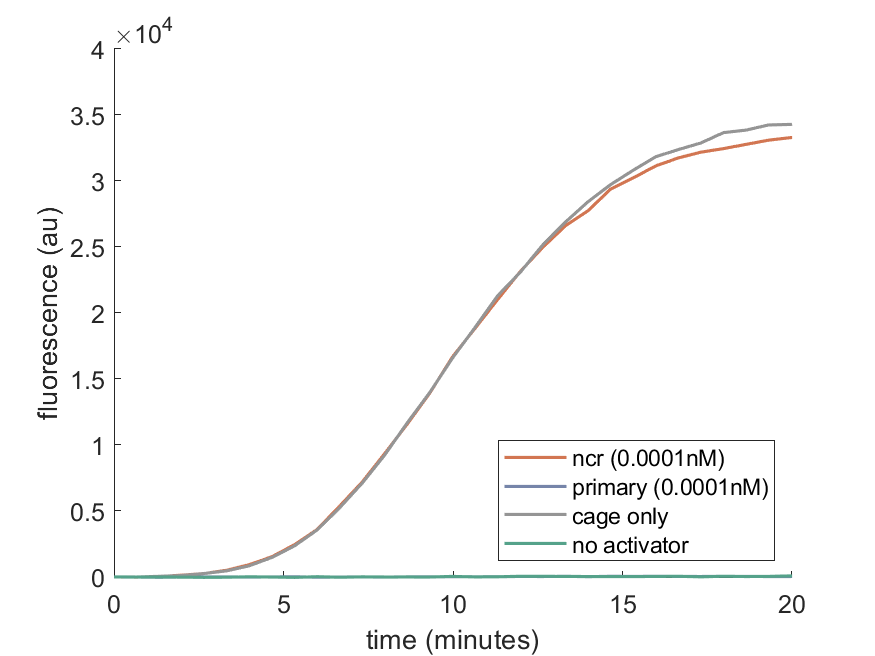 ×10⁴
4
3.5
3
2.5
2
1.5
1
0.5
0
fluorescence (au)
ncr (0.0001nM)
primary (0.0001nM)
cage only
no activator
0 5 10 15 20
time (minutes)